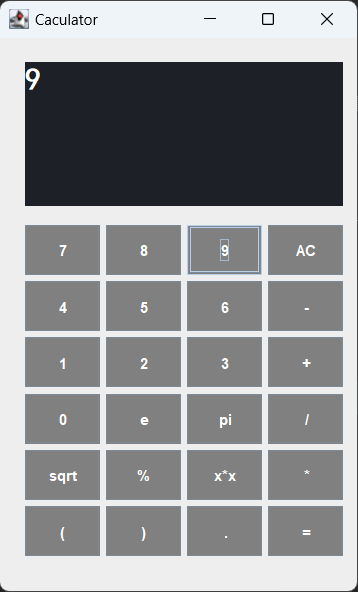 Caculator
9
7 8 9 AC
4 5 6 -
1 2 3 +
0 e pi /
sqrt % x*x *
( ) . =